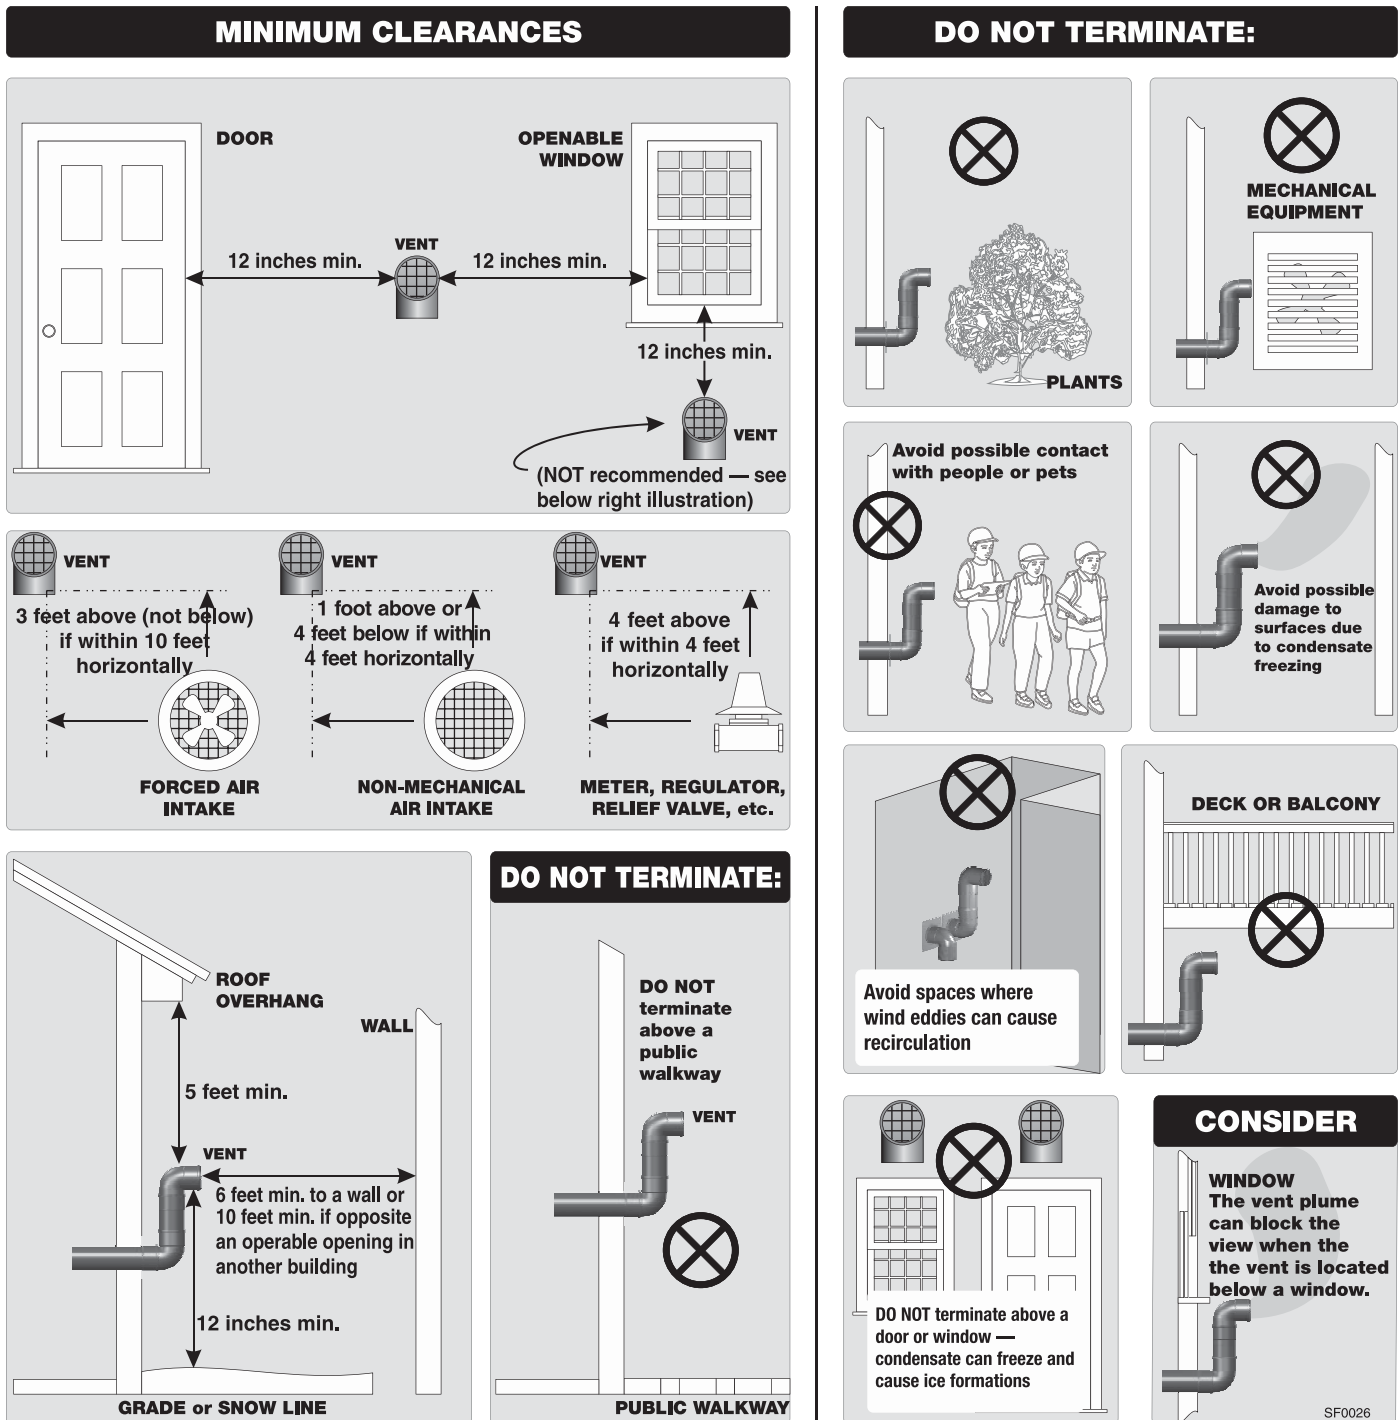 MINIMUM CLEARANCES
DOOR
OPENABLE
WINDOW
VENT
12 inches min.
12 inches min.
12 inches min.
VENT
(NOT recommended — see
below right illustration)
VENT
3 feet above (not below)
if within 10 feet
horizontally
FORCED AIR
INTAKE
VENT
1 foot above or
4 feet below if within
4 feet horizontally
NON-MECHANICAL
AIR INTAKE
VENT
4 feet above
if within 4 feet
horizontally
METER, REGULATOR,
RELIEF VALVE, etc.
ROOF
OVERHANG
WALL
5 feet min.
VENT
6 feet min. to a wall or
10 feet min. if opposite
an operable opening in
another building
12 inches min.
GRADE or SNOW LINE
DO NOT TERMINATE:
DO NOT
terminate
above a
public
walkway
VENT
PUBLIC WALKWAY
DO NOT TERMINATE:
PLANTS
MECHANICAL
EQUIPMENT
Avoid possible contact
with people or pets
Avoid possible
damage to
surfaces due
to condensate
freezing
Avoid spaces where
wind eddies can cause
recirculation
DECK OR BALCONY
DO NOT terminate above a
door or window —
condensate can freeze and
cause ice formations
CONSIDER
WINDOW
The vent plume
can block the
view when the
the vent is located
below a window.
SF0026